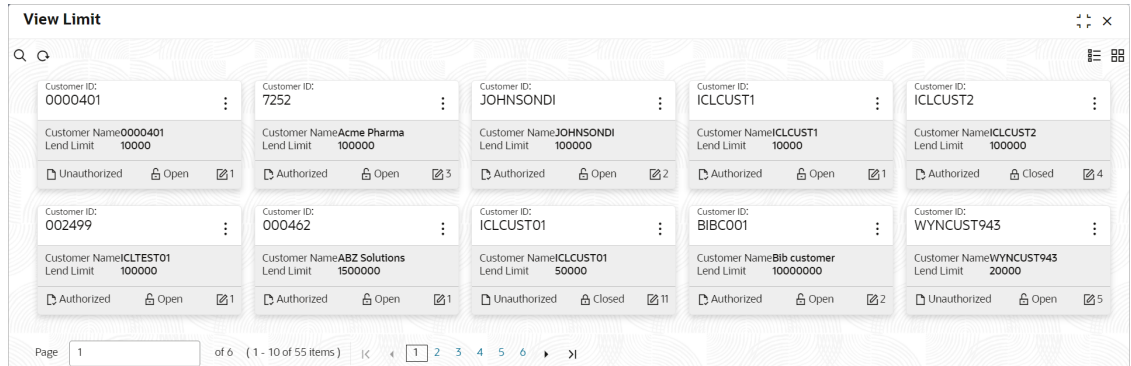 View Limit
Customer ID:
0000401
Customer Name0000401
Lend Limit 10000
Unauthorized Open 1
Customer ID:
7252
Customer NameAcme Pharma
Lend Limit 100000
Authorized Open 3
Customer ID:
JOHNSONDI
Customer NameJOHNSONDI
Lend Limit 100000
Authorized Open 2
Customer ID:
ICLCUST1
Customer NameICLCUST1
Lend Limit 10000
Authorized Open 1
Customer ID:
ICLCUST2
Customer NameICLCUST2
Lend Limit 100000
Authorized Closed 4
Customer ID:
002499
Customer NameICLTEST01
Lend Limit 100000
Authorized Open 1
Customer ID:
000462
Customer NameABZ Solutions
Lend Limit 1500000
Authorized Open 1
Customer ID:
ICLCUST01
Customer NameICLCUST01
Lend Limit 50000
Unauthorized Closed 11
Customer ID:
BIBC001
Customer NameBib customer
Lend Limit 10000000
Authorized Open 2
Customer ID:
WYNCUST943
Customer NameWYNCUST943
Lend Limit 20000
Unauthorized Open 5
Page 1 of 6 ( 1 - 10 of 55 items ) 1 2 3 4 5 6